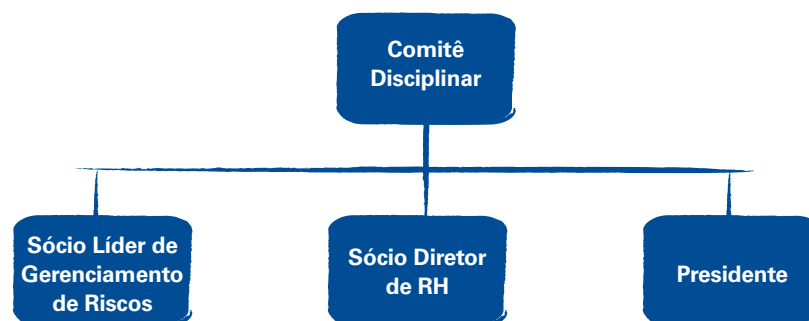 Comitê
Disciplinar
Sócio Líder de
Gerenciamento
de Riscos
Sócio Diretor
de RH
Presidente